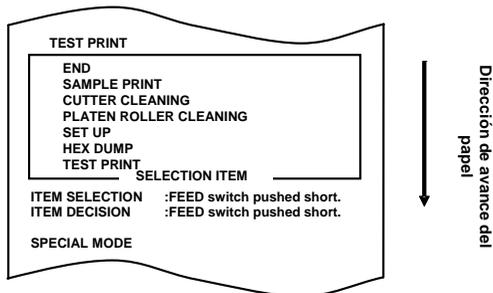 TEST PRINT
END
SAMPLE PRINT
CUTTER CLEANING
PLATEN ROLLER CLEANING
SET UP
HEX DUMP
TEST PRINT
SELECTION ITEM
ITEM SELECTION :FEED switch pushed short.
ITEM DECISION :FEED switch pushed short.
SPECIAL MODE
Dirección de avance del
papel